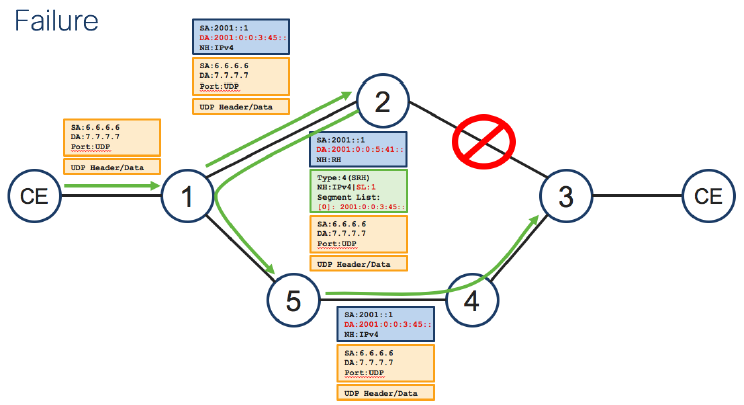 Failure
SA:2001::1
DA:2001:0:0:3:45::
NH:IPv4
SA:6.6.6.6
DA:7.7.7.7
Port:UDP
UDP Header/Data
SA:6.6.6.6
DA:7.7.7.7
Port:UDP
UDP Header/Data
2
SA:2001::1
DA:2001:0:0:5:41::
NH:RH
Type:4(SRH)
NH:IPv4|SL:1
Segment List:
[0]: 2001:0:0:3:45::
SA:6.6.6.6
DA:7.7.7.7
Port:UDP
UDP Header/Data
CE
1
3
CE
5
4
SA:2001::1
DA:2001:0:0:3:45::
NH:IPv4
SA:6.6.6.6
DA:7.7.7.7
Port:UDP
UDP Header/Data